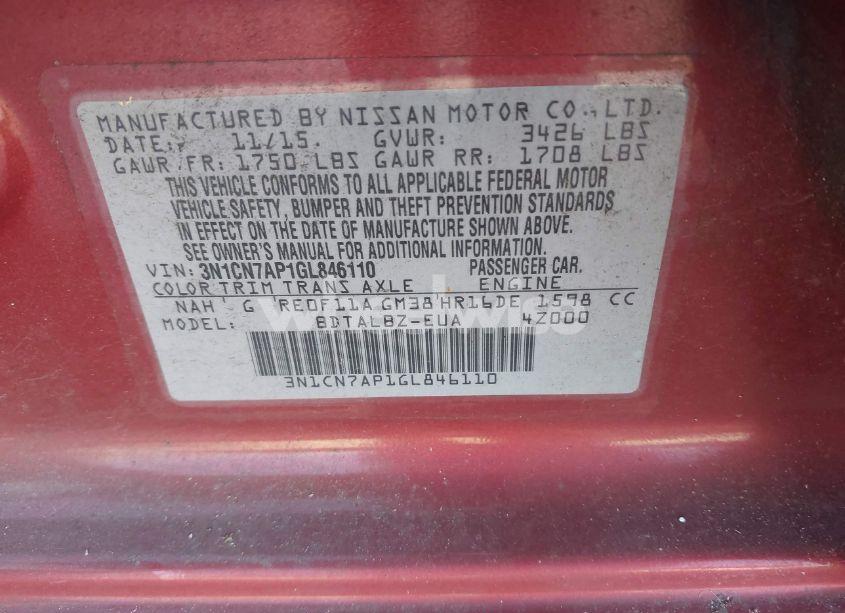 MANUFACTURED BY NISSAN MOTOR CO., LTD.
DATE: 11/15. GVWR: 3426 LBS
GAWR FR: 1750 LBS GAWR RR: 1708 LBS
THIS VEHICLE CONFORMS TO ALL APPLICABLE FEDERAL MOTOR
VEHICLE SAFETY, BUMPER AND THEFT PREVENTION STANDARDS
IN EFFECT ON THE DATE OF MANUFACTURE SHOWN ABOVE.
SEE OWNER'S MANUAL FOR ADDITIONAL INFORMATION.
VIN: 3N1CN7AP1GL846110 PASSENGER CAR.
COLOR TRIM TRANS AXLE ENGINE
NAH G RE0F11A GM38 HR16DE 1598 CC
MODEL: BDTALBZ-EUA 4Z000
3N1CN7AP1GL846110